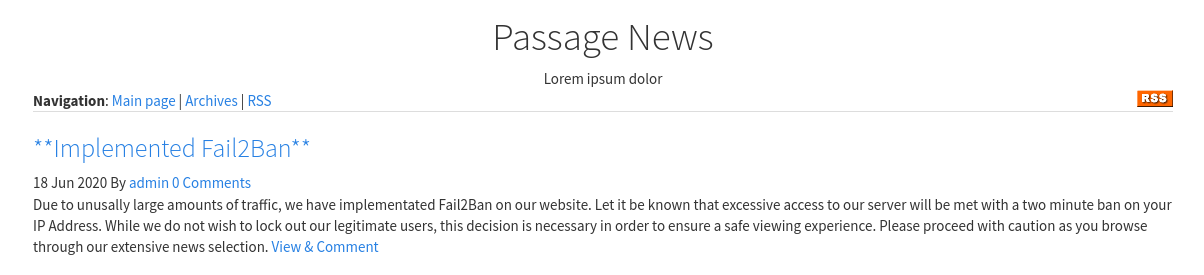 Passage News
Lorem ipsum dolor
Navigation: Main page | Archives | RSS
RSS
**Implemented Fail2Ban**
18 Jun 2020 By admin 0 Comments
Due to unusally large amounts of traffic, we have implementated Fail2Ban on our website. Let it be known that excessive access to our server will be met with a two minute ban on your
IP Address. While we do not wish to lock out our legitimate users, this decision is necessary in order to ensure a safe viewing experience. Please proceed with caution as you browse
through our extensive news selection. View & Comment